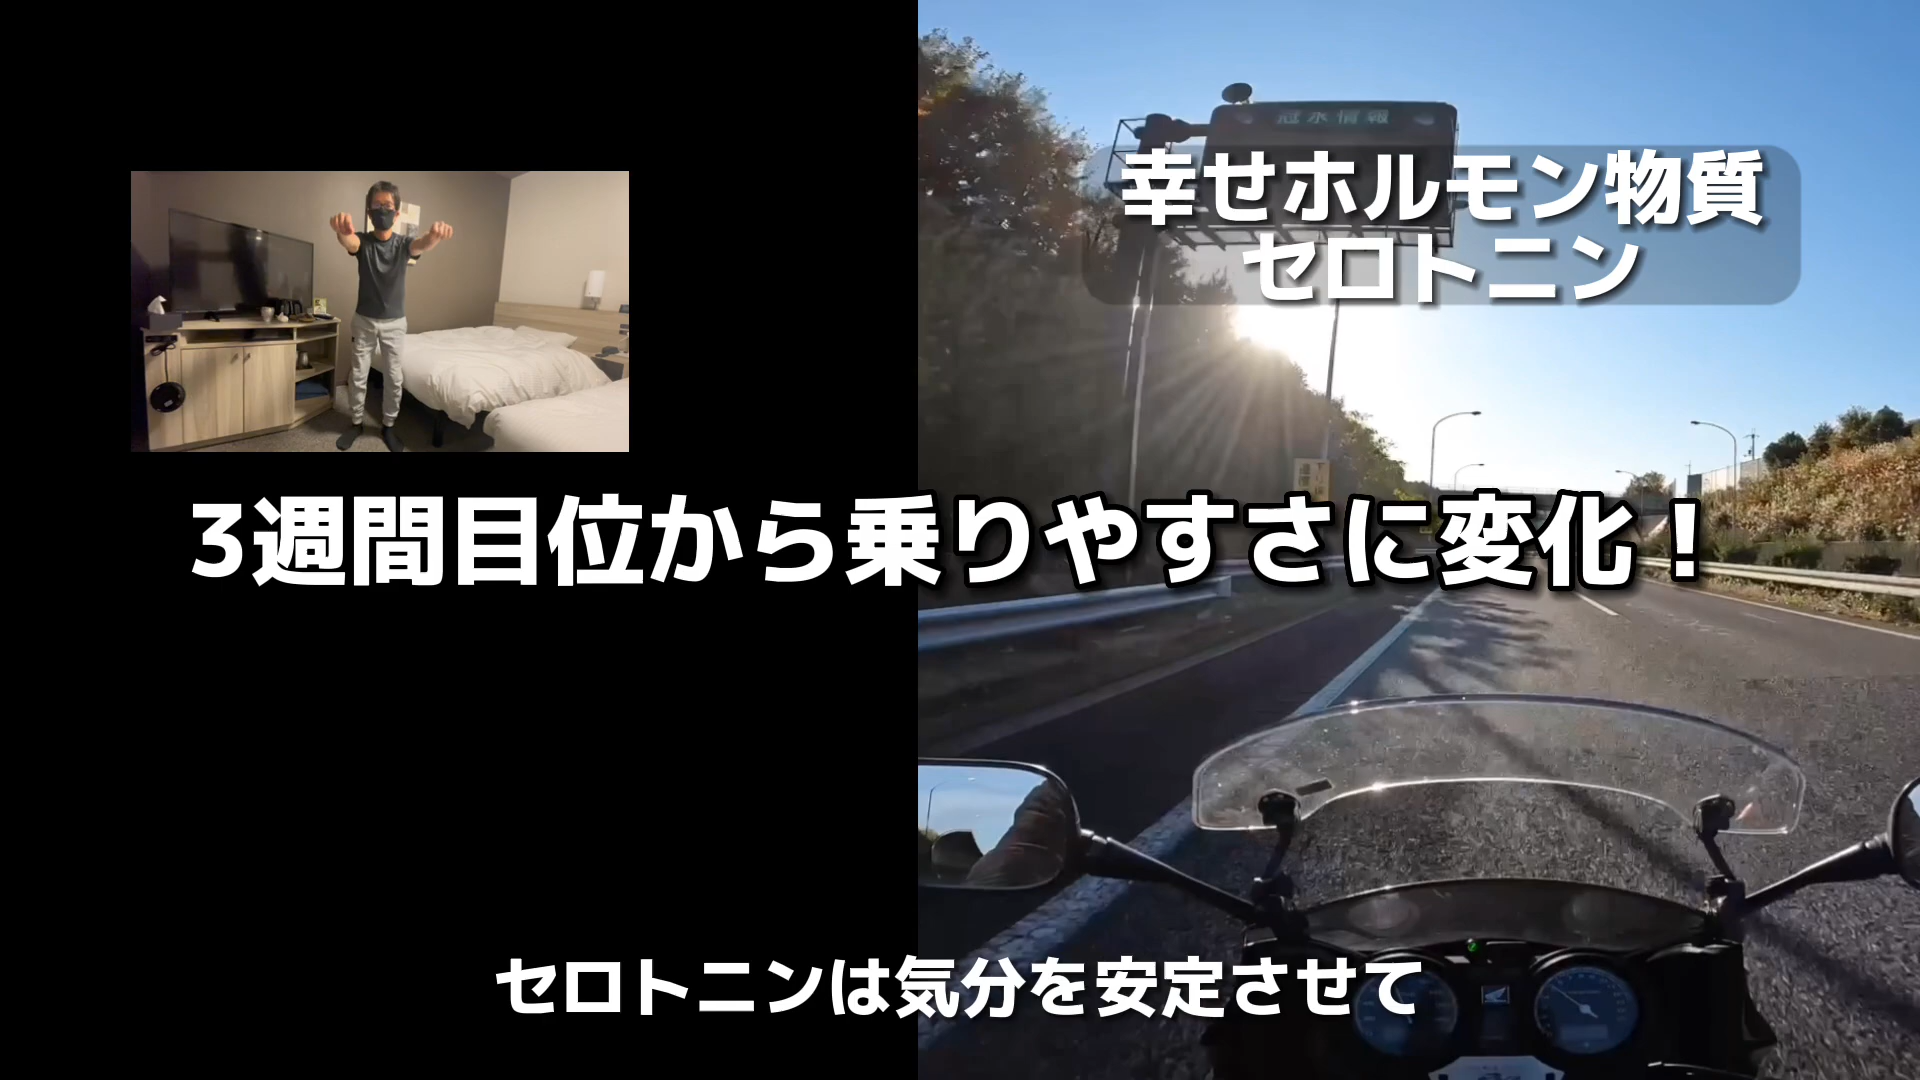 幸せホルモン物質
セロトニン
3週間目位から乗りやすさに変化！
セロトニンは気分を安定させて